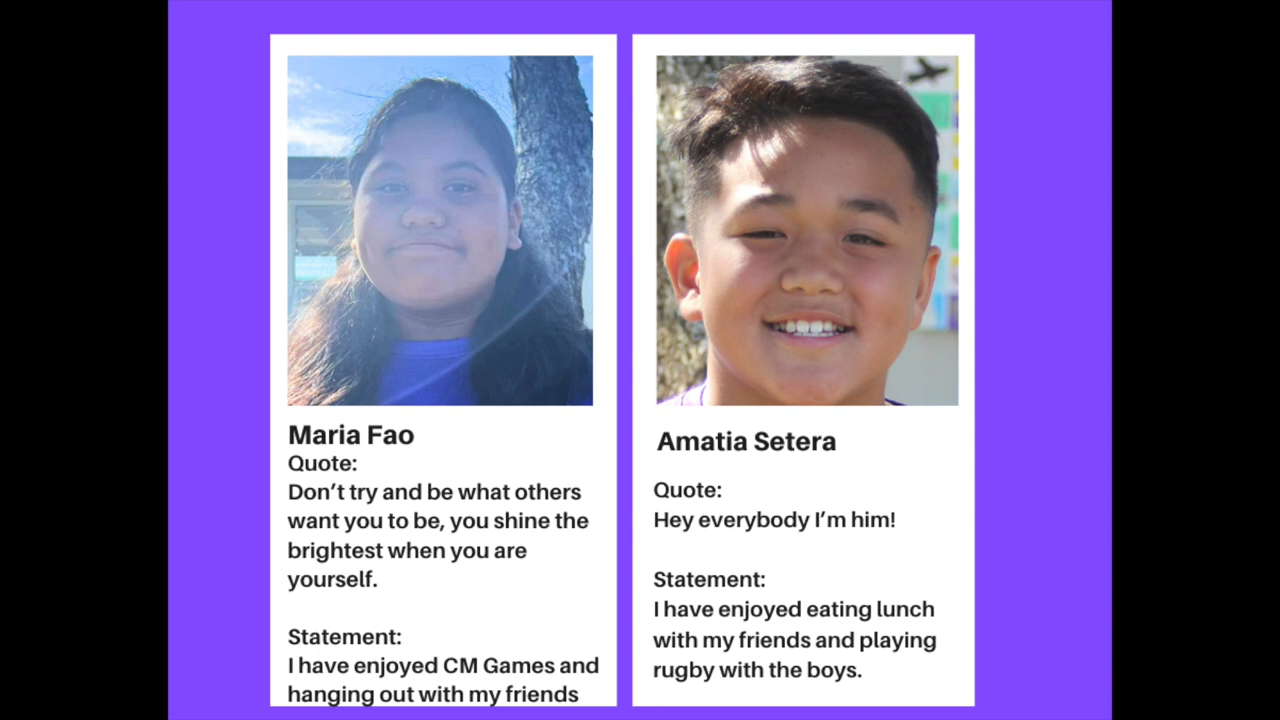 Maria Fao
Quote:
Don’t try and be what others
want you to be, you shine the
brightest when you are
yourself.
Statement:
I have enjoyed CM Games and
hanging out with my friends
Amatia Setera
Quote:
Hey everybody I’m him!
Statement:
I have enjoyed eating lunch
with my friends and playing
rugby with the boys.